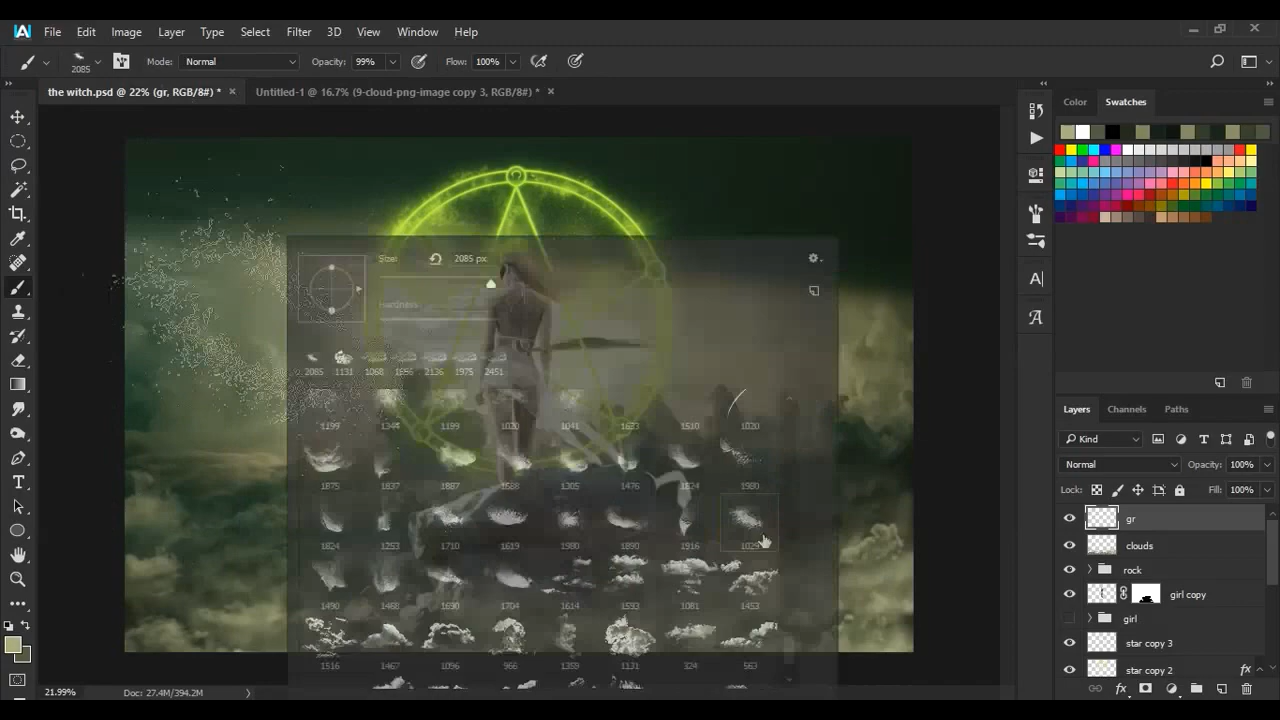 File Edit Image Layer Type Select Filter 3D View Window Help
2085 Mode: Normal Opacity: 99% Flow: 100%
the witch.psd @ 22% (gr, RGB/8#) * × Untitled-1 @ 16.7% (9-cloud-png-image copy 3, RGB/8#) * ×
Color Swatches
Size: 2085 px
Hardness
2085 1131 1068 1656 2136 1975 2451
1199 1344 1199 1020 1041 1623 1510 1020
1875 1837 1887 1588 1305 1476 1824 1980
1824 1253 1710 1619 1980 1890 1916 1029
1490 1468 1690 1704 1614 1593 1081 1453
1516 1467 1096 966 1359 1131 324 563
Layers Channels Paths
Kind
Normal Opacity: 100%
Lock: Fill: 100%
gr
clouds
rock
girl copy
girl
star copy 3
star copy 2 fx
21.99% Doc: 27.4M/394.2M